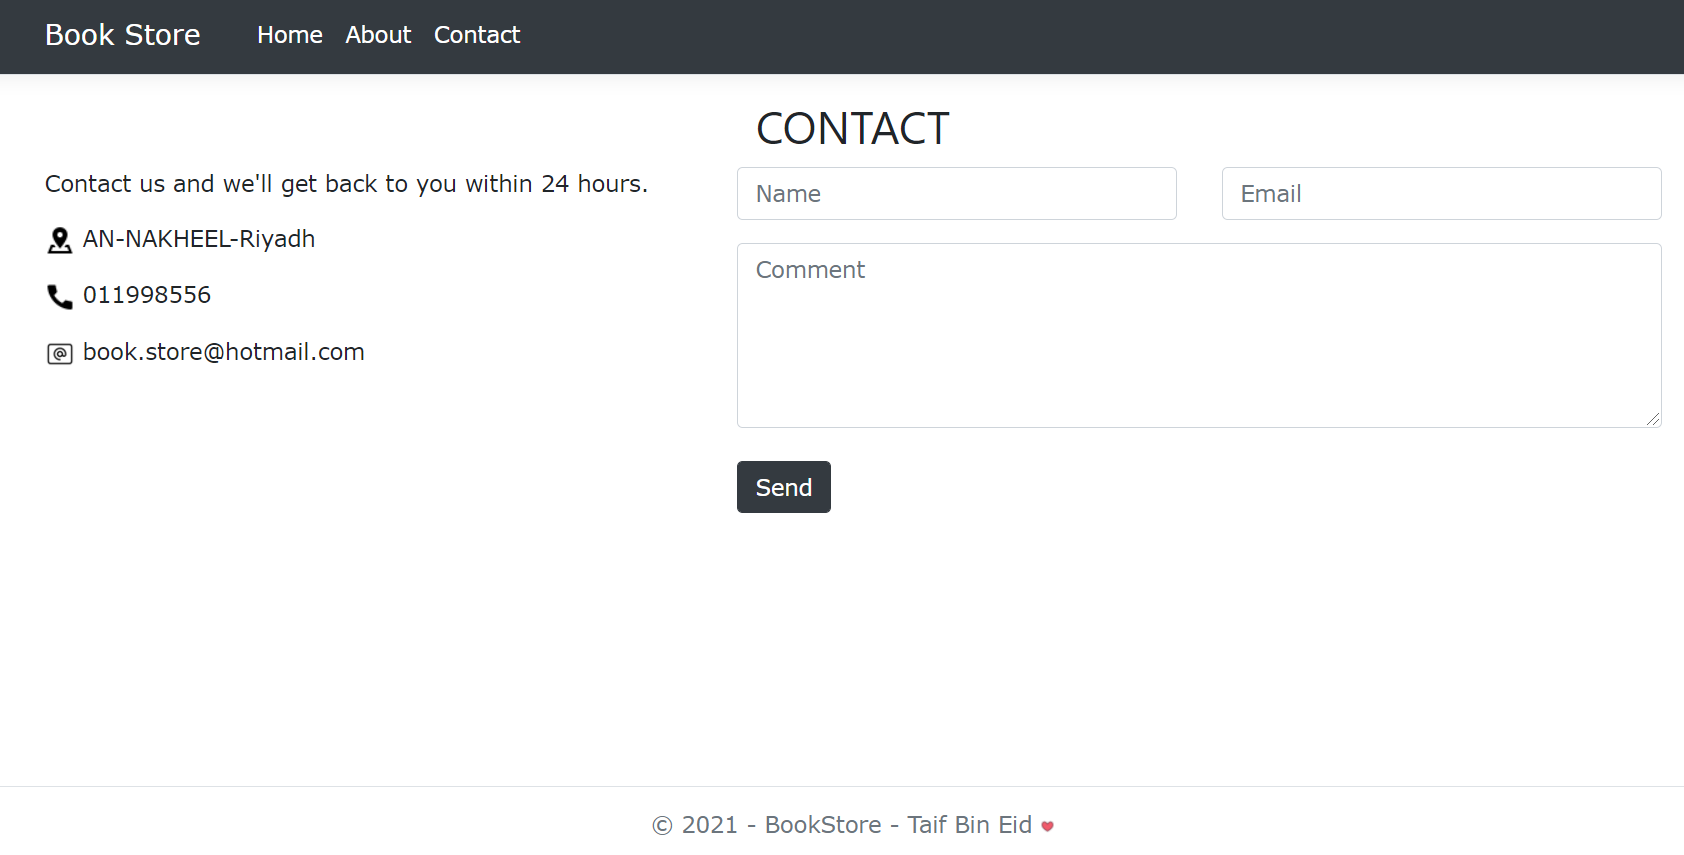 Book Store Home About Contact
CONTACT
Contact us and we'll get back to you within 24 hours.
AN-NAKHEEL-Riyadh
011998556
book.store@hotmail.com
Name Email
Comment
Send
© 2021 - BookStore - Taif Bin Eid